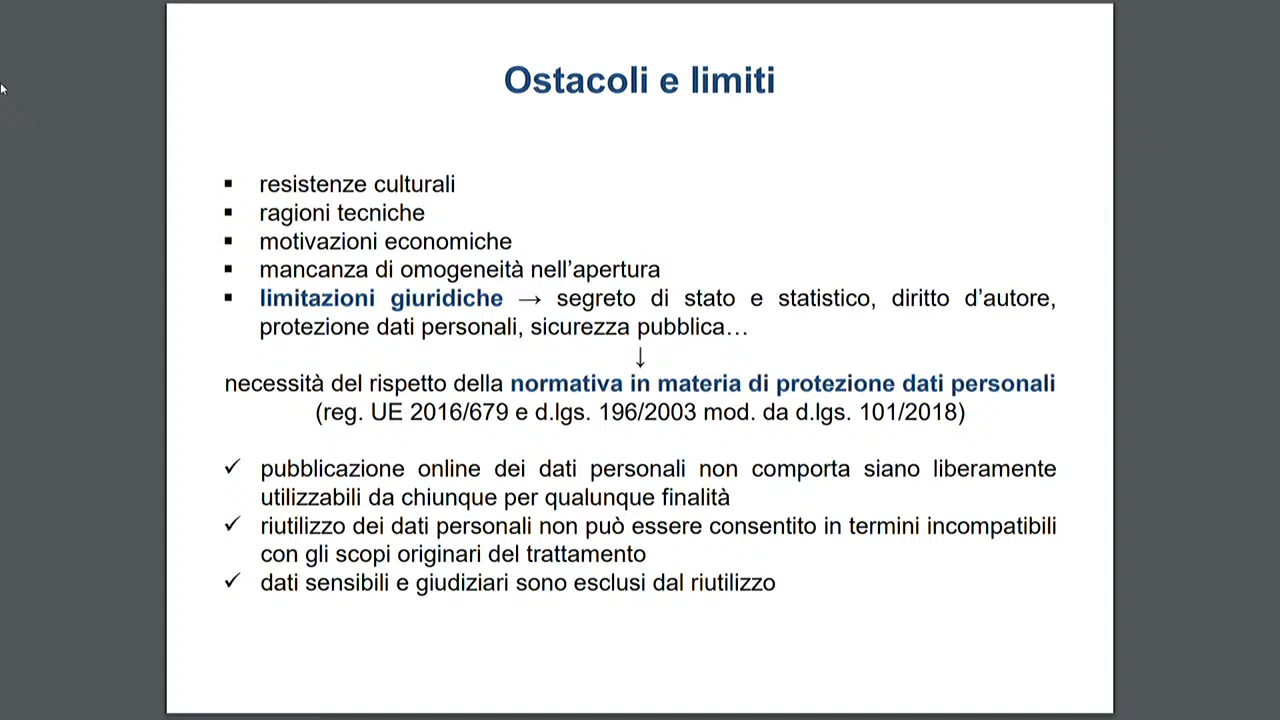 Ostacoli e limiti
▪ resistenze culturali
▪ ragioni tecniche
▪ motivazioni economiche
▪ mancanza di omogeneità nell’apertura
▪ limitazioni giuridiche → segreto di stato e statistico, diritto d’autore,
protezione dati personali, sicurezza pubblica…
↓
necessità del rispetto della normativa in materia di protezione dati personali
(reg. UE 2016/679 e d.lgs. 196/2003 mod. da d.lgs. 101/2018)
✓ pubblicazione online dei dati personali non comporta siano liberamente
utilizzabili da chiunque per qualunque finalità
✓ riutilizzo dei dati personali non può essere consentito in termini incompatibili
con gli scopi originari del trattamento
✓ dati sensibili e giudiziari sono esclusi dal riutilizzo